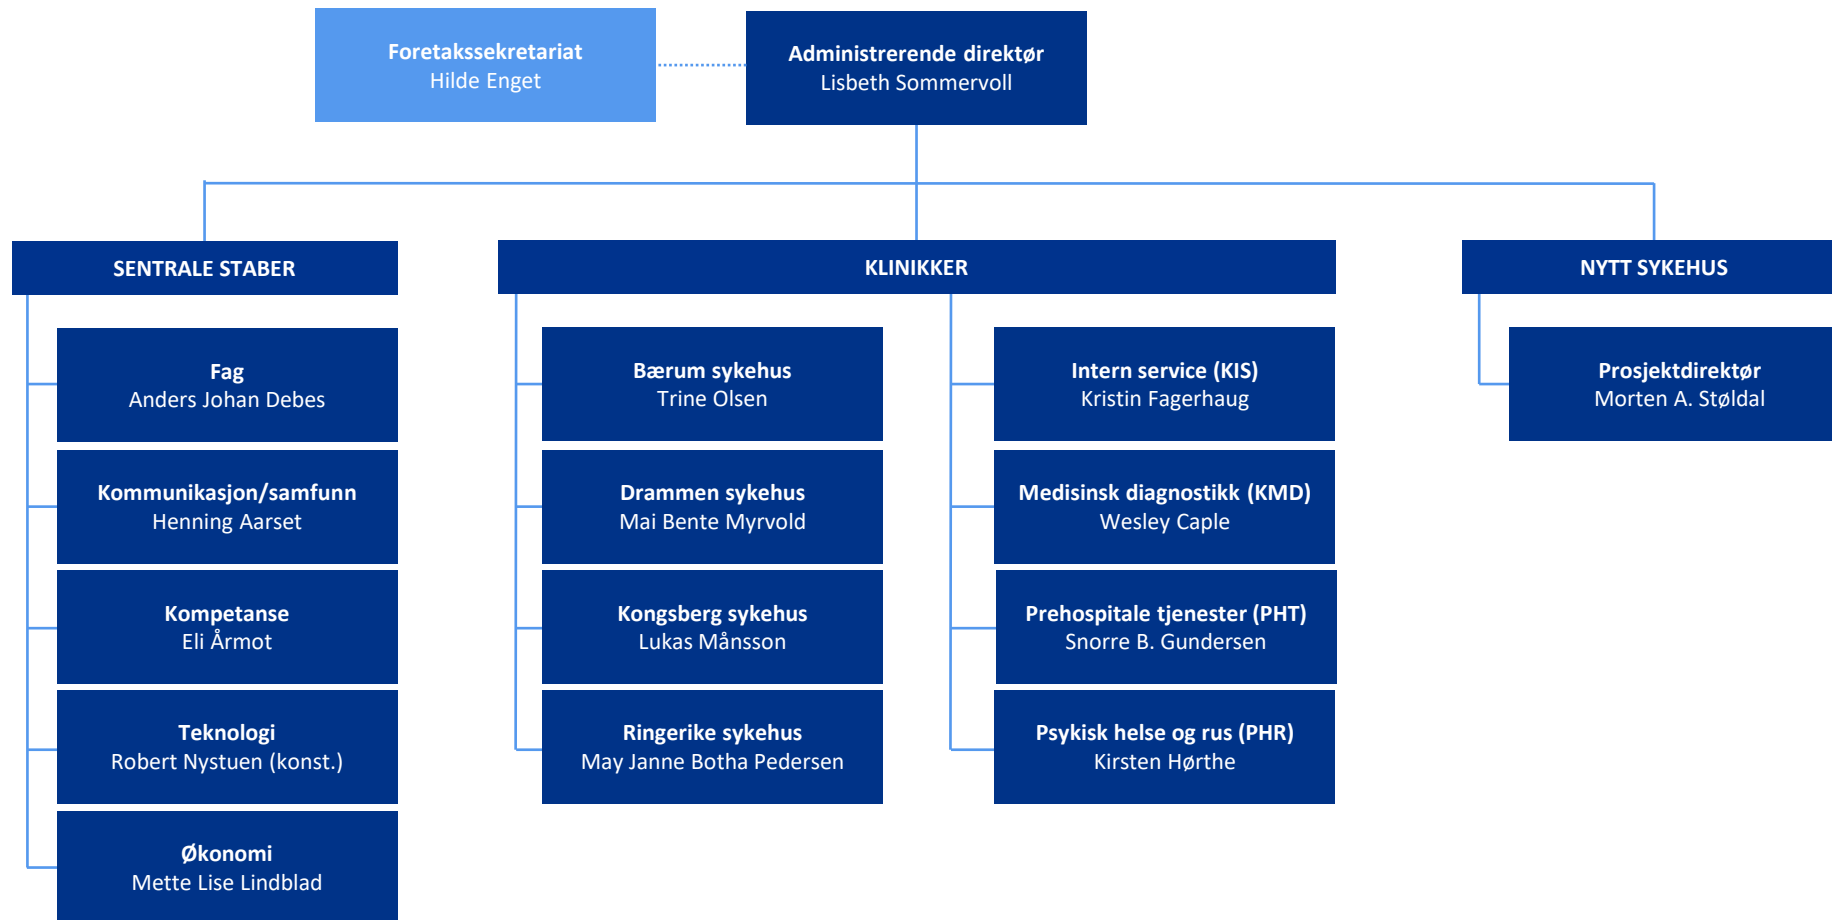 Foretakssekretariat
Hilde Enget
Administrerende direktør
Lisbeth Sommervoll
SENTRALE STABER
Fag
Anders Johan Debes
Kommunikasjon/samfunn
Henning Aarset
Kompetanse
Eli Årmot
Teknologi
Robert Nystuen (konst.)
Økonomi
Mette Lise Lindblad
KLINIKKER
Bærum sykehus
Trine Olsen
Drammen sykehus
Mai Bente Myrvold
Kongsberg sykehus
Lukas Månsson
Ringerike sykehus
May Janne Botha Pedersen
Intern service (KIS)
Kristin Fagerhaug
Medisinsk diagnostikk (KMD)
Wesley Caple
Prehospitale tjenester (PHT)
Snorre B. Gundersen
Psykisk helse og rus (PHR)
Kirsten Hørthe
NYTT SYKEHUS
Prosjektdirektør
Morten A. Støldal